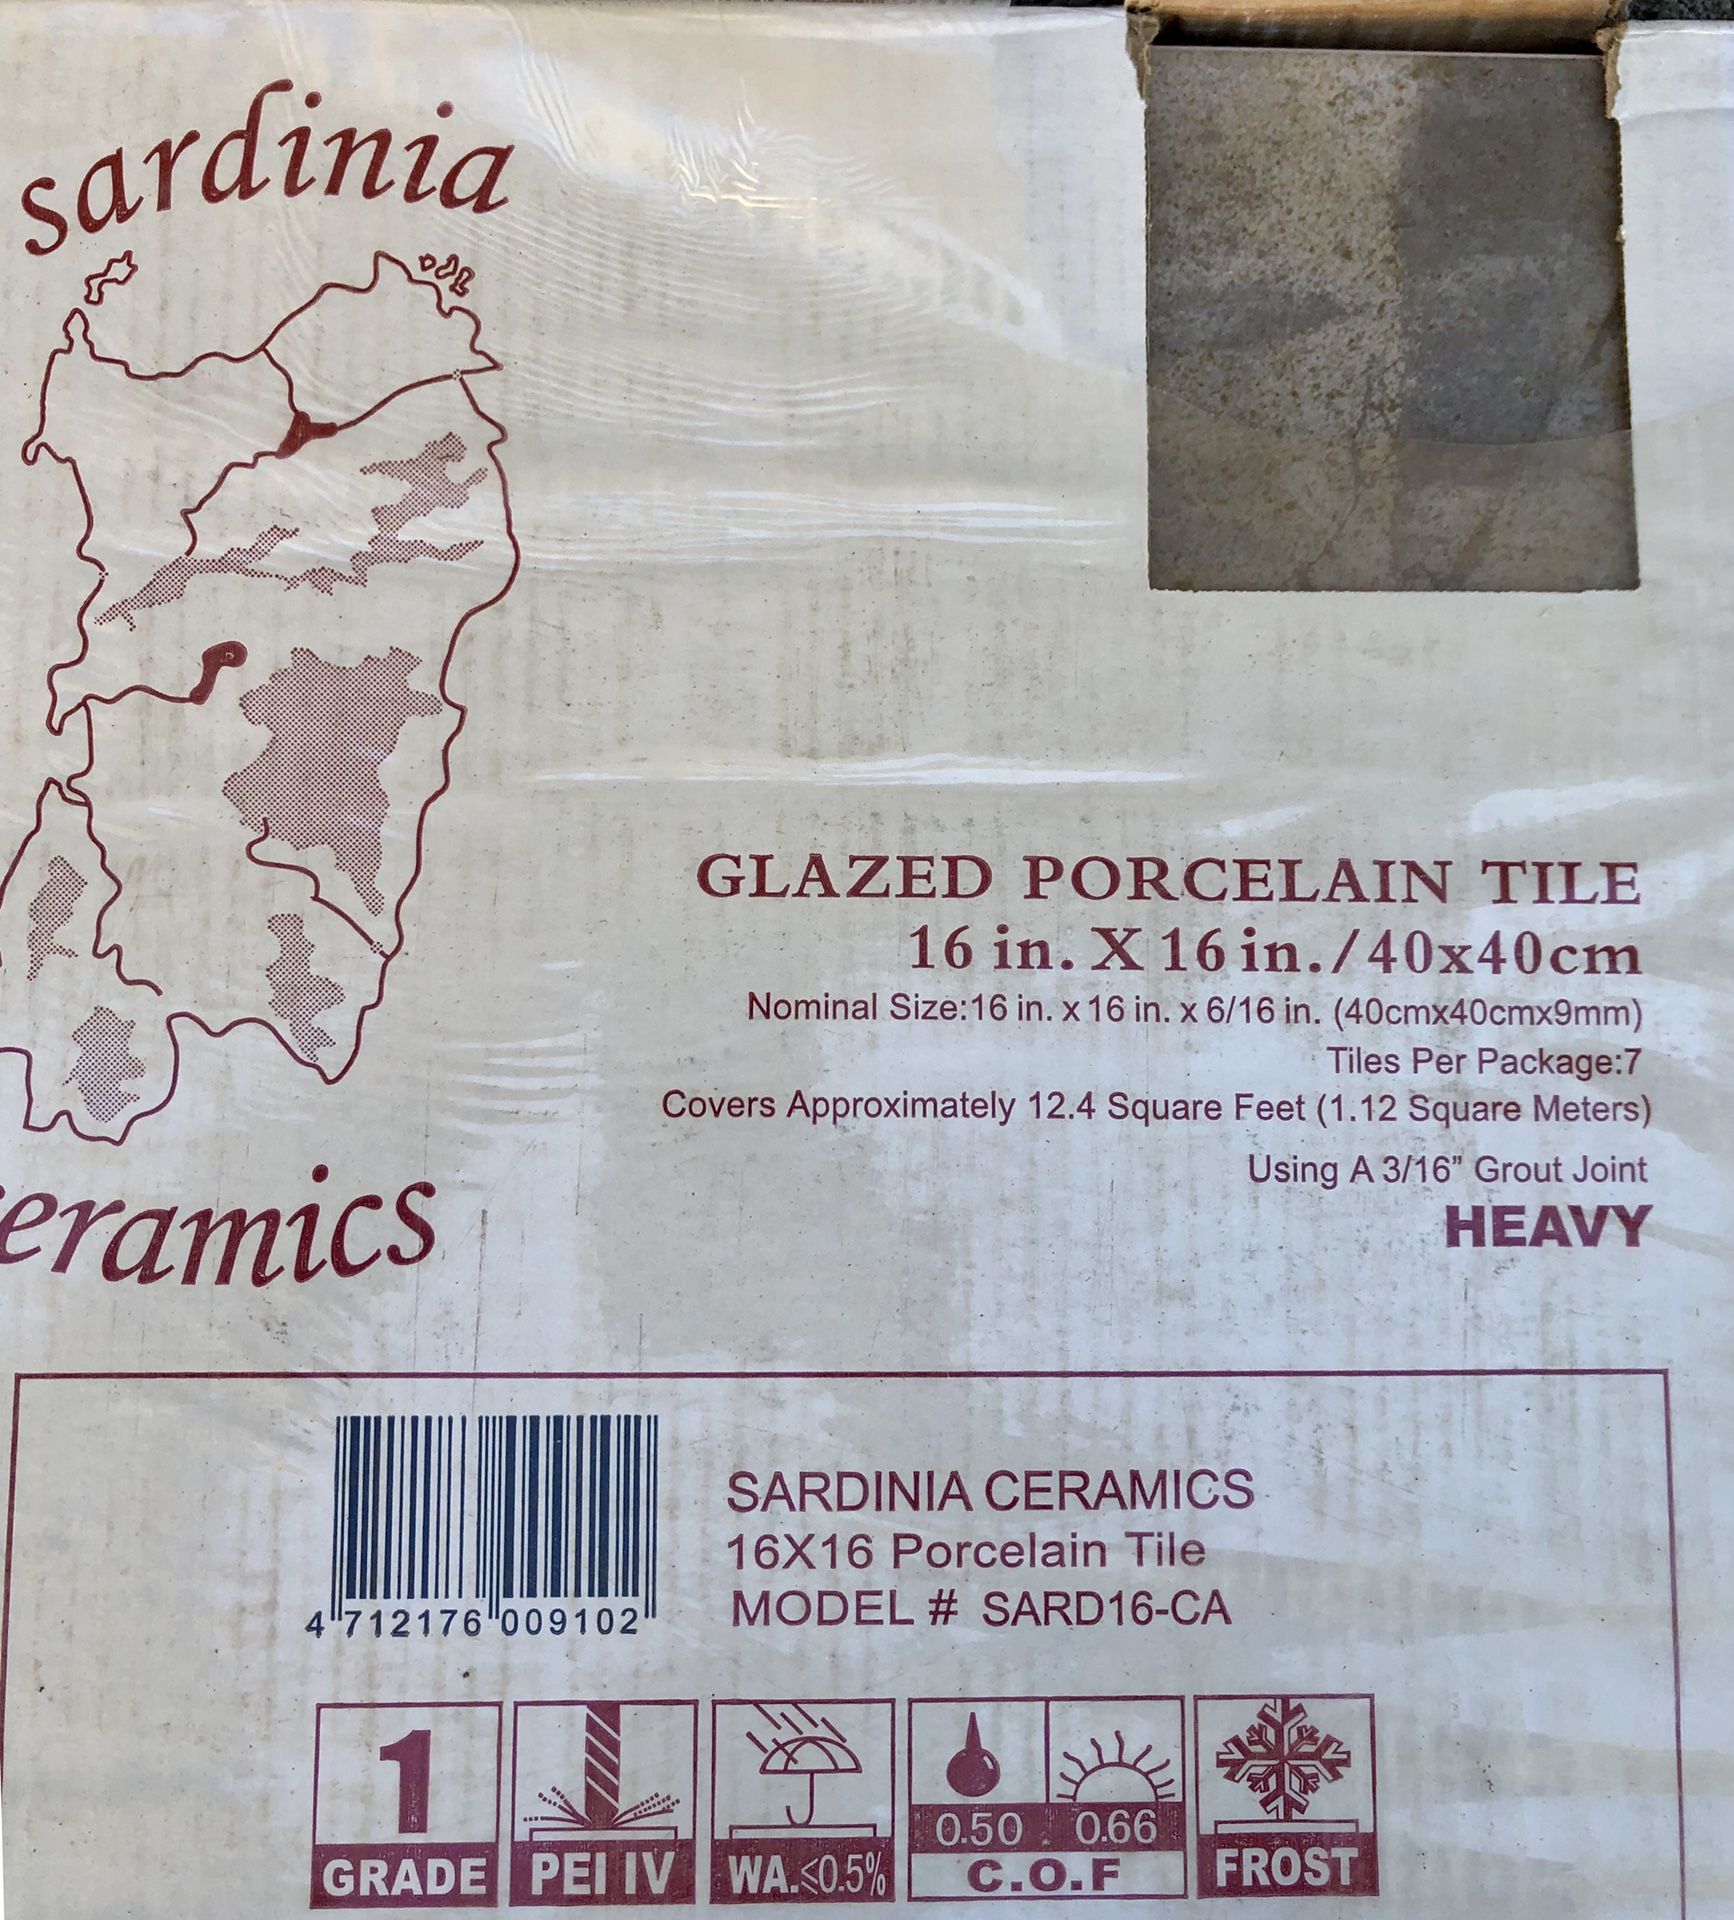 sardinia
eramics
GLAZED PORCELAIN TILE
16 in. X 16 in./40x40cm
Nominal Size:16 in. x 16 in. x 6/16 in. (40cmx40cmx9mm)
Tiles Per Package:7
Covers Approximately 12.4 Square Feet (1.12 Square Meters)
Using A 3/16” Grout Joint
HEAVY
4 712176 009102
SARDINIA CERAMICS
16X16 Porcelain Tile
MODEL # SARD16-CA
1
GRADE
PEI IV
WA.≤0.5%
0.50 0.66
C.O.F
FROST